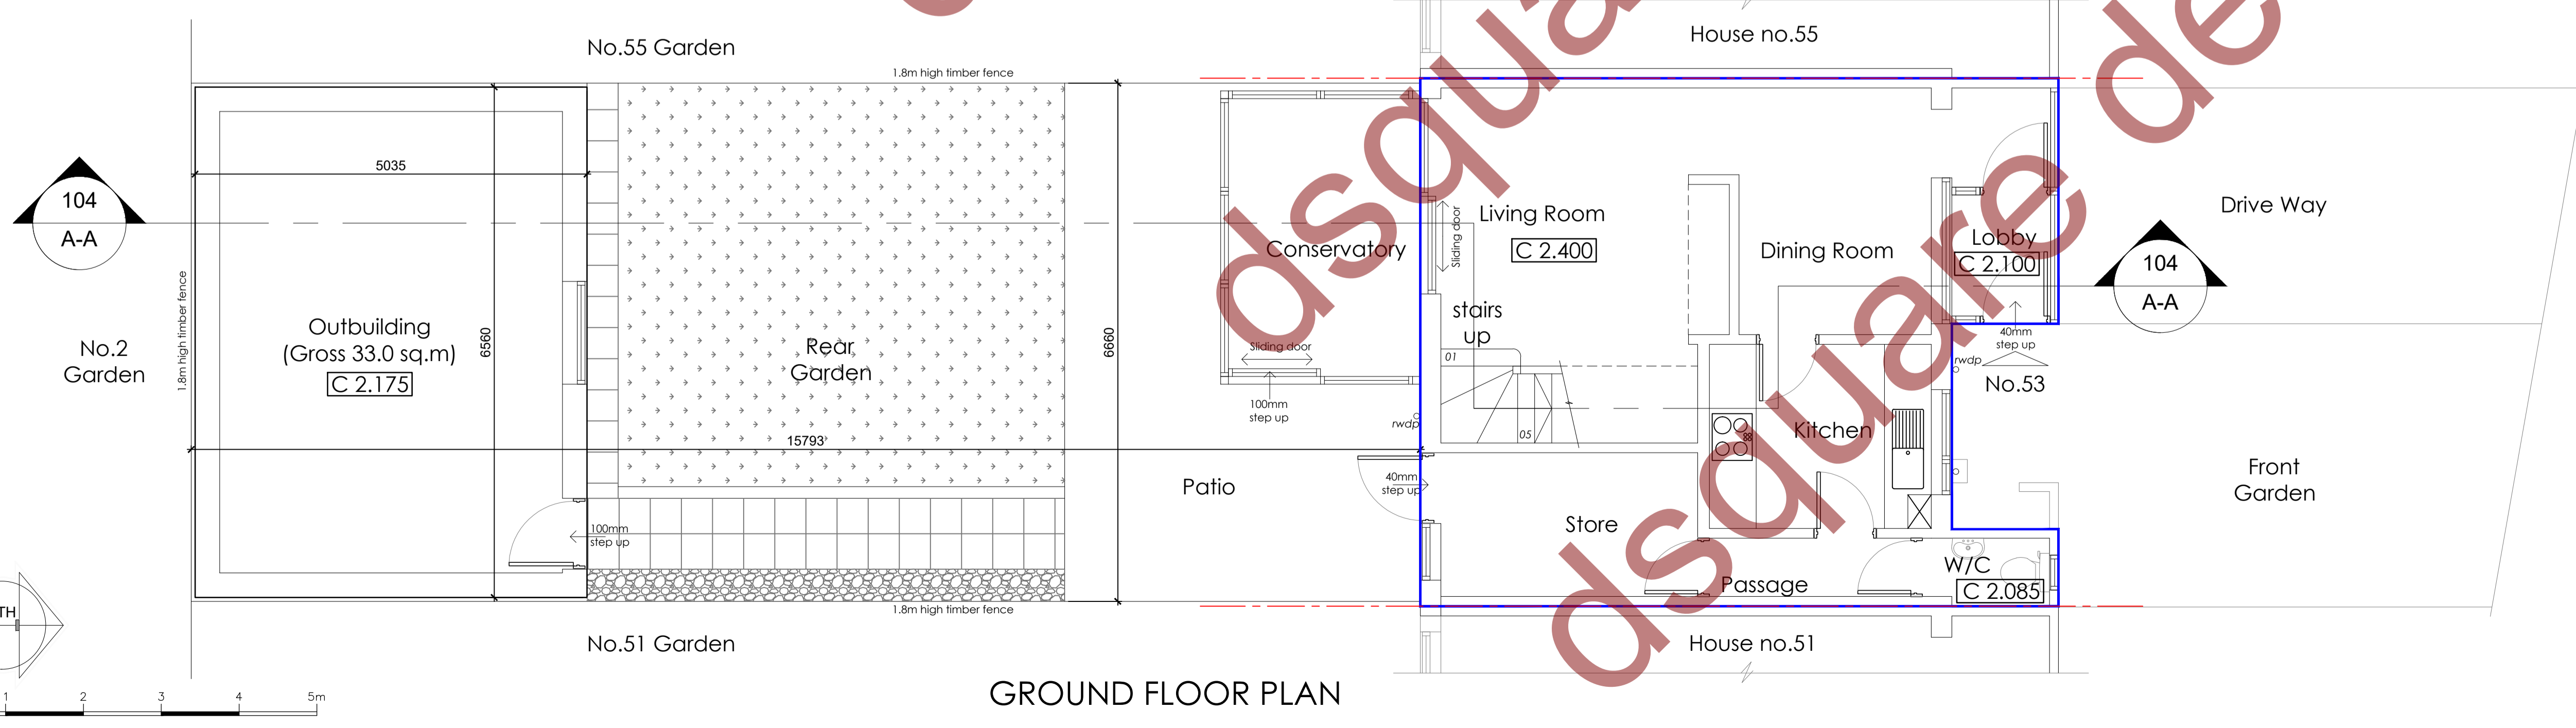 No.55 Garden
1.8m high timber fence
House no.55
104
A-A
No.2
Garden
1.8m high timber fence
5035
6560
Outbuilding
(Gross 33.0 sq.m)
C 2.175
100mm
step up
Rear
Garden
15793
6660
1.8m high timber fence
No.51 Garden
Conservatory
Sliding door
100mm
step up
rwdp
Patio
40mm
step up
Sliding door
Living Room
C 2.400
stairs
up
01
05
Dining Room
Lobby
C 2.100
40mm
step up
rwdp
No.53
Kitchen
Store
Passage
W/C
C 2.085
House no.51
104
A-A
Drive Way
Front
Garden
TH
1 2 3 4 5m
GROUND FLOOR PLAN
dsquare de
dsquare